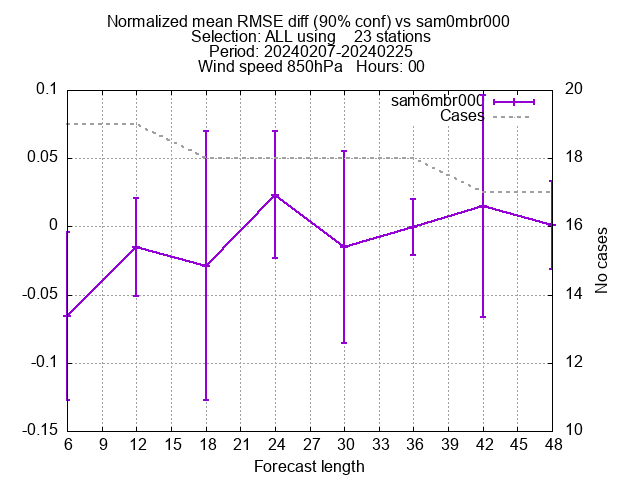 Normalized mean RMSE diff (90% conf) vs sam0mbr000
Selection: ALL using    23 stations
Period: 20240207-20240225
Wind speed 850hPa   Hours: 00
sam6mbr000
Cases
0.1
0.05
0
-0.05
-0.1
-0.15
20
18
16
14
12
10
No cases
6 9 12 15 18 21 24 27 30 33 36 39 42 45 48
Forecast length